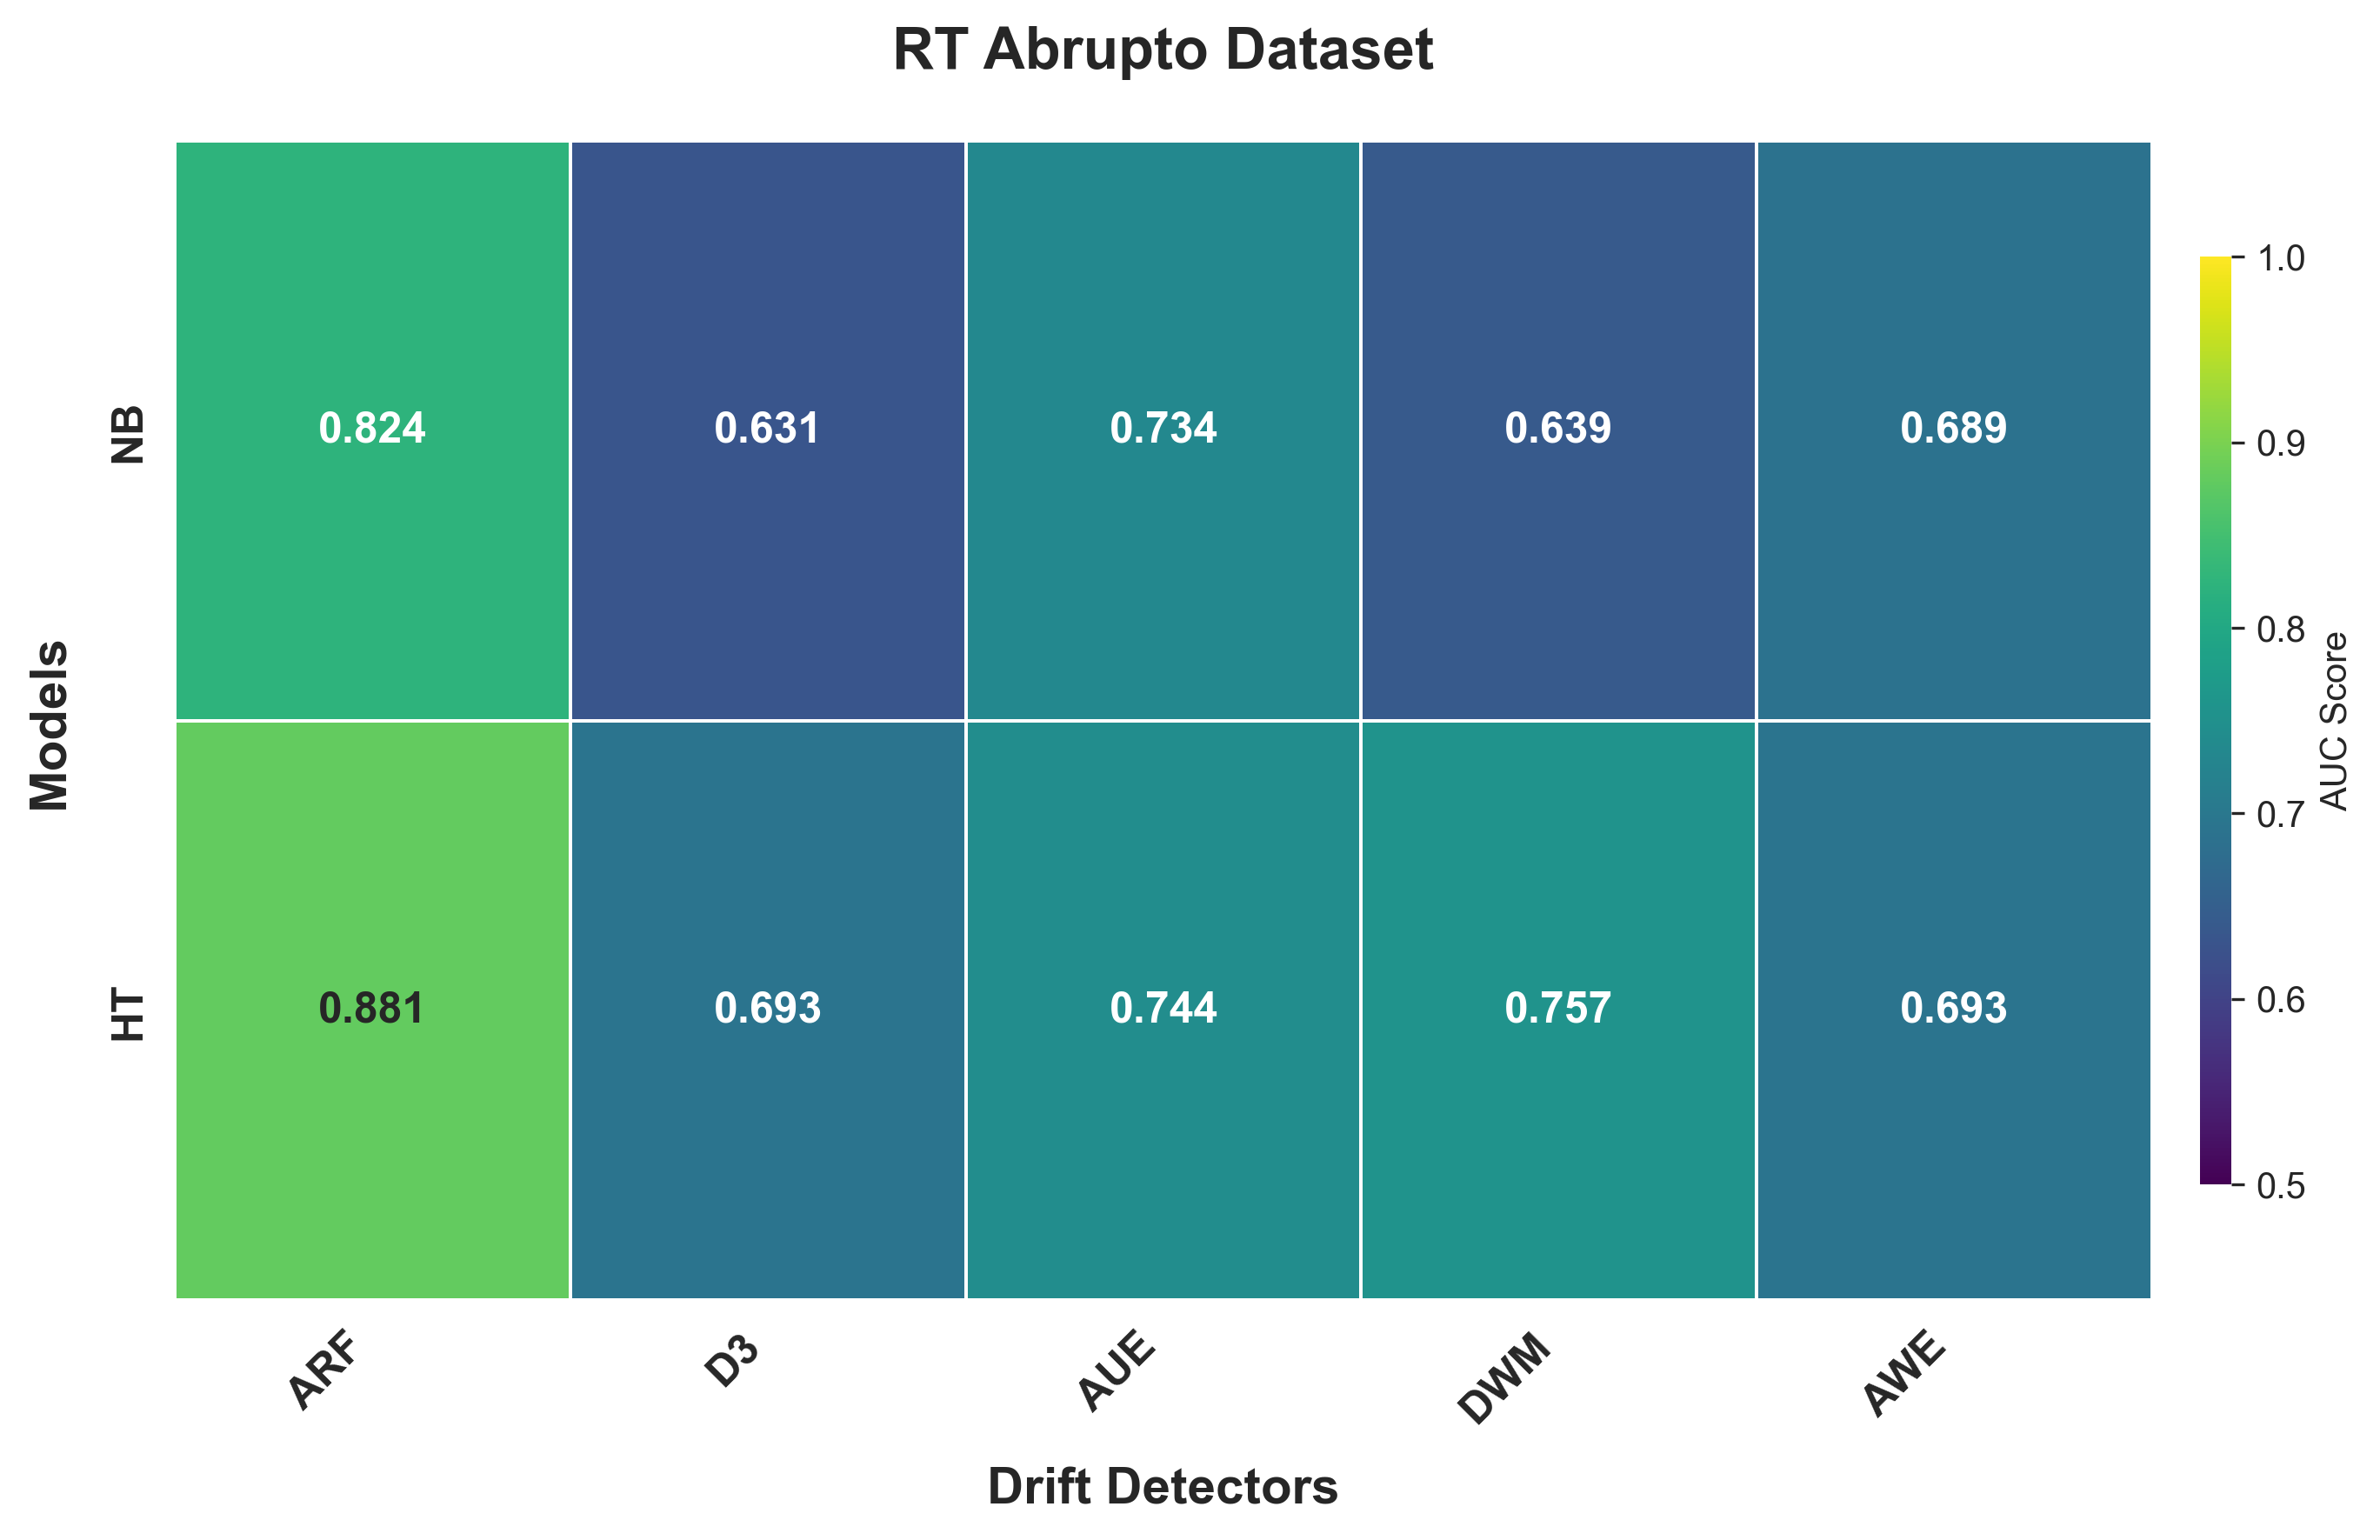 RT Abrupto Dataset
Models
NB
0.824 0.631 0.734 0.639 0.689
HT
0.881 0.693 0.744 0.757 0.693
ARF D3 AUE DWM AWE
Drift Detectors
1.0
0.9
0.8
0.7
0.6
0.5
AUC Score